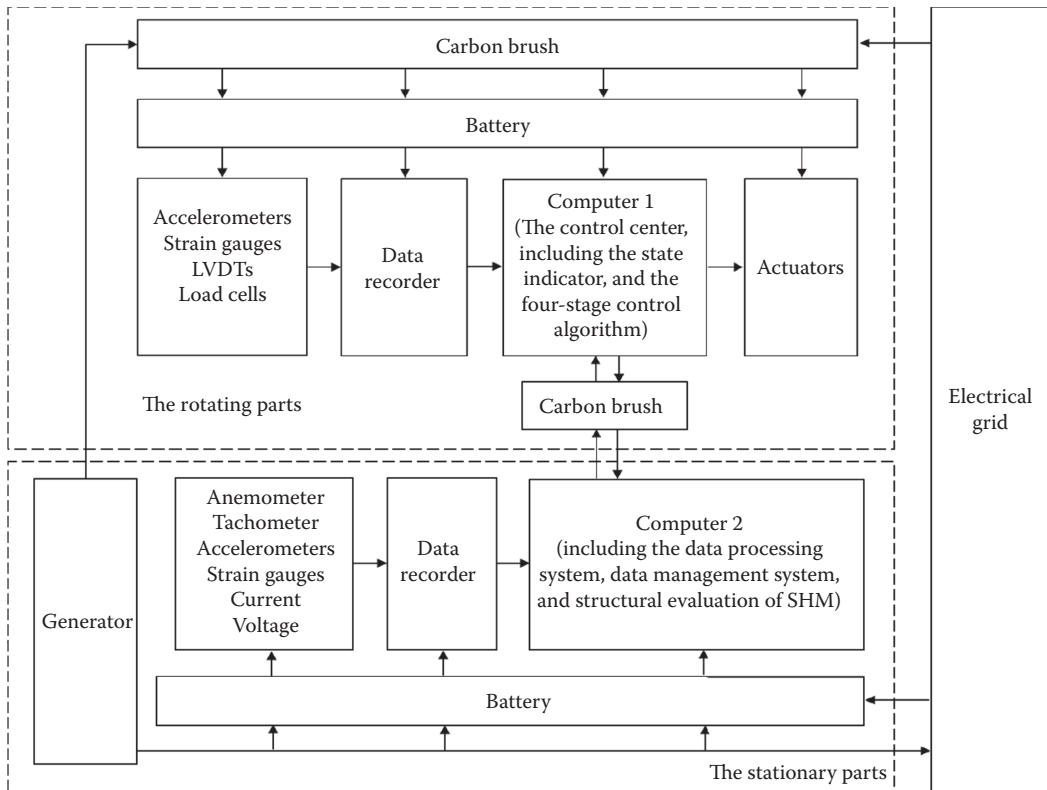 Carbon brush
Battery
Accelerometers
Strain gauges
LVDTs
Load cells
Data
recorder
Computer 1
(The control center,
including the state
indicator, and the
four-stage control
algorithm)
Actuators
The rotating parts
Carbon brush
Electrical
grid
Generator
Anemometer
Tachometer
Accelerometers
Strain gauges
Current
Voltage
Data
recorder
Computer 2
(including the data processing
system, data management system,
and structural evaluation of SHM)
Battery
The stationary parts